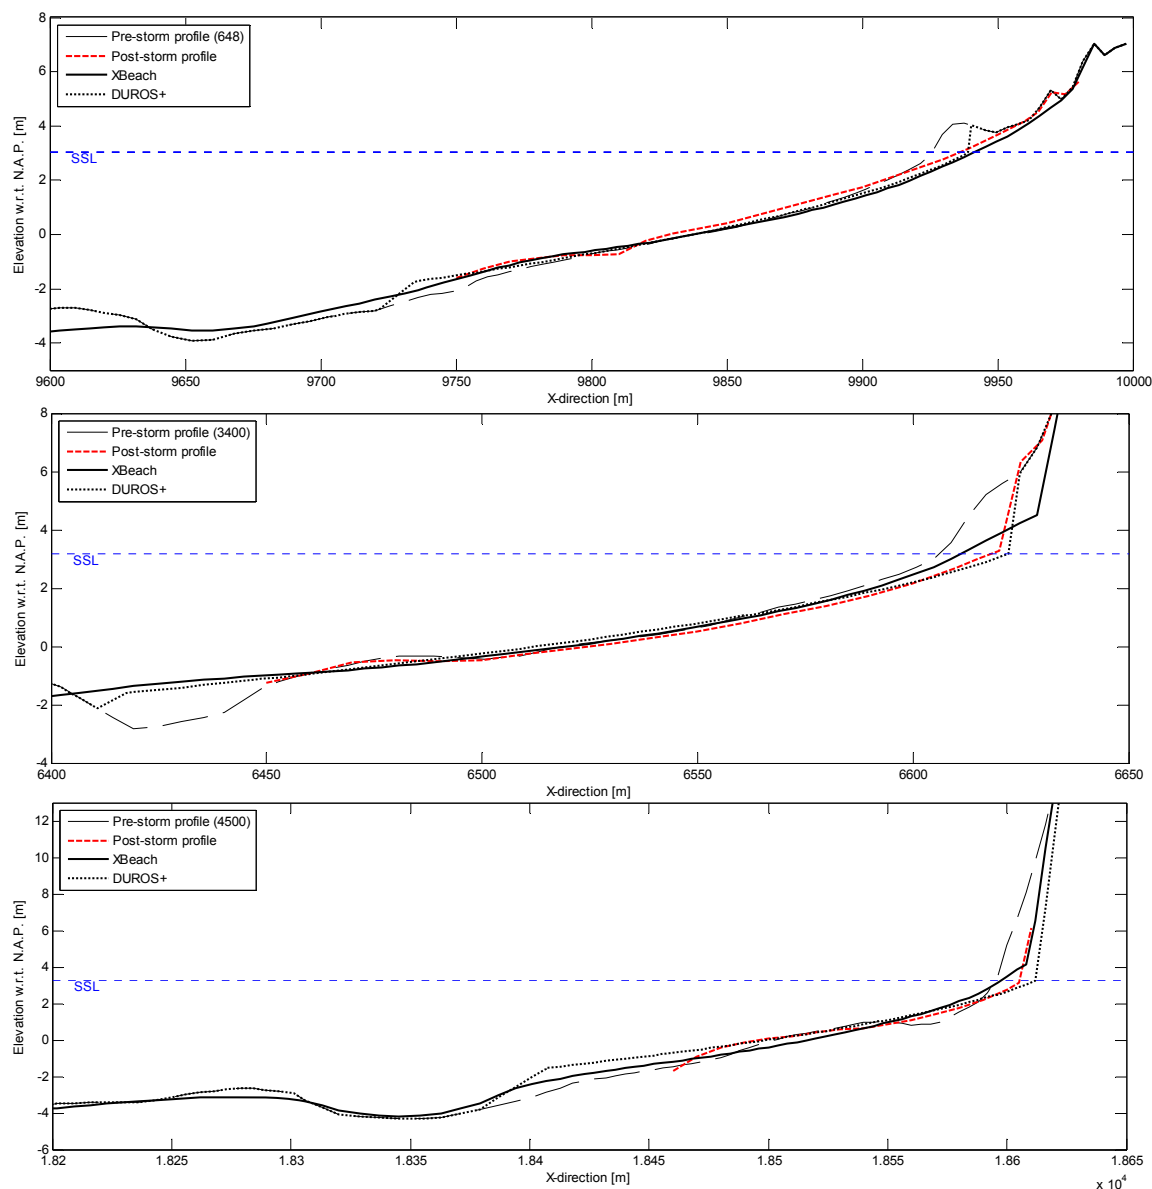 8
6
4
2
0
-2
-4
Elevation w.r.t. N.A.P. [m]
Pre-storm profile (648)
Post-storm profile
XBeach
DUROS+
SSL
9600 9650 9700 9750 9800 9850 9900 9950 10000
X-direction [m]
8
6
4
2
0
-2
-4
Elevation w.r.t. N.A.P. [m]
Pre-storm profile (3400)
Post-storm profile
XBeach
DUROS+
SSL
6400 6450 6500 6550 6600 6650
X-direction [m]
12
10
8
6
4
2
0
-2
-4
-6
Elevation w.r.t. N.A.P. [m]
Pre-storm profile (4500)
Post-storm profile
XBeach
DUROS+
SSL
1.82 1.825 1.83 1.835 1.84 1.845 1.85 1.855 1.86 1.865
X-direction [m]
x 10^4